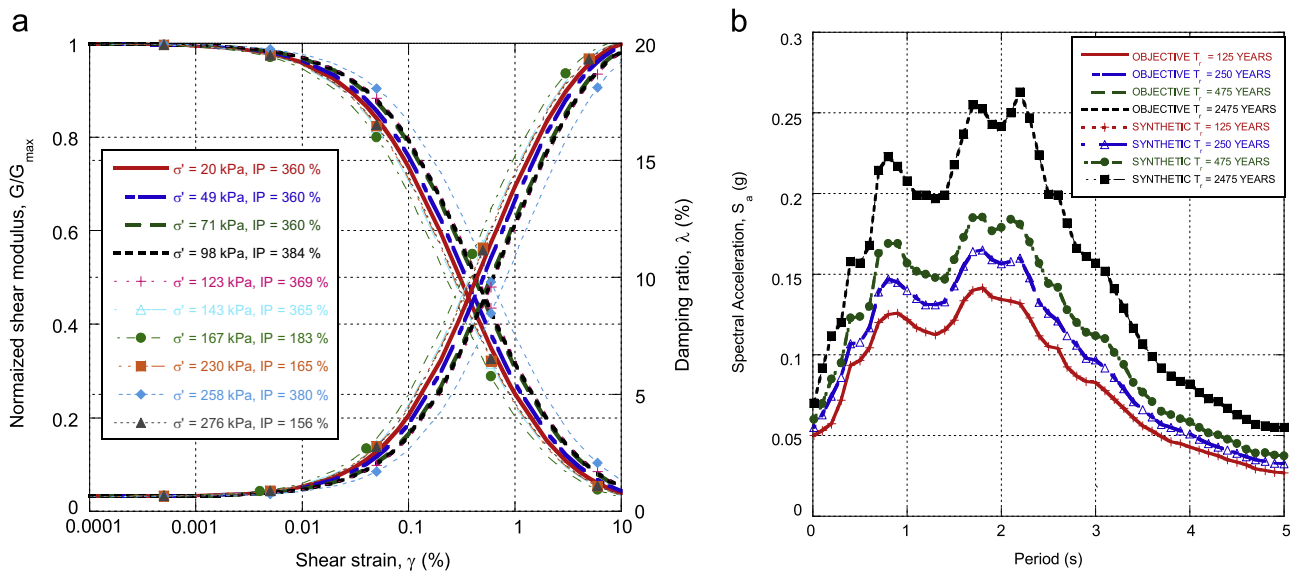 a
Normaized shear modulus, G/Gmax
1
0.8
0.6
0.4
0.2
0
0.0001
0.001
0.01
0.1
1
10
Shear strain, γ (%)
20
15
10
5
0
Damping ratio, λ (%)
σ' = 20 kPa, IP = 360 %
σ' = 49 kPa, IP = 360 %
σ' = 71 kPa, IP = 360 %
σ' = 98 kPa, IP = 384 %
σ' = 123 kPa, IP = 369 %
σ' = 143 kPa, IP = 365 %
σ' = 167 kPa, IP = 183 %
σ' = 230 kPa, IP = 165 %
σ' = 258 kPa, IP = 380 %
σ' = 276 kPa, IP = 156 %
b
Spectral Acceleration, Sa (g)
0.3
0.25
0.2
0.15
0.1
0.05
0
0
1
2
3
4
5
Period (s)
OBJECTIVE Tr = 125 YEARS
OBJECTIVE Tr = 250 YEARS
OBJECTIVE Tr = 475 YEARS
OBJECTIVE Tr = 2475 YEARS
SYNTHETIC Tr = 125 YEARS
SYNTHETIC Tr = 250 YEARS
SYNTHETIC Tr = 475 YEARS
SYNTHETIC Tr = 2475 YEARS